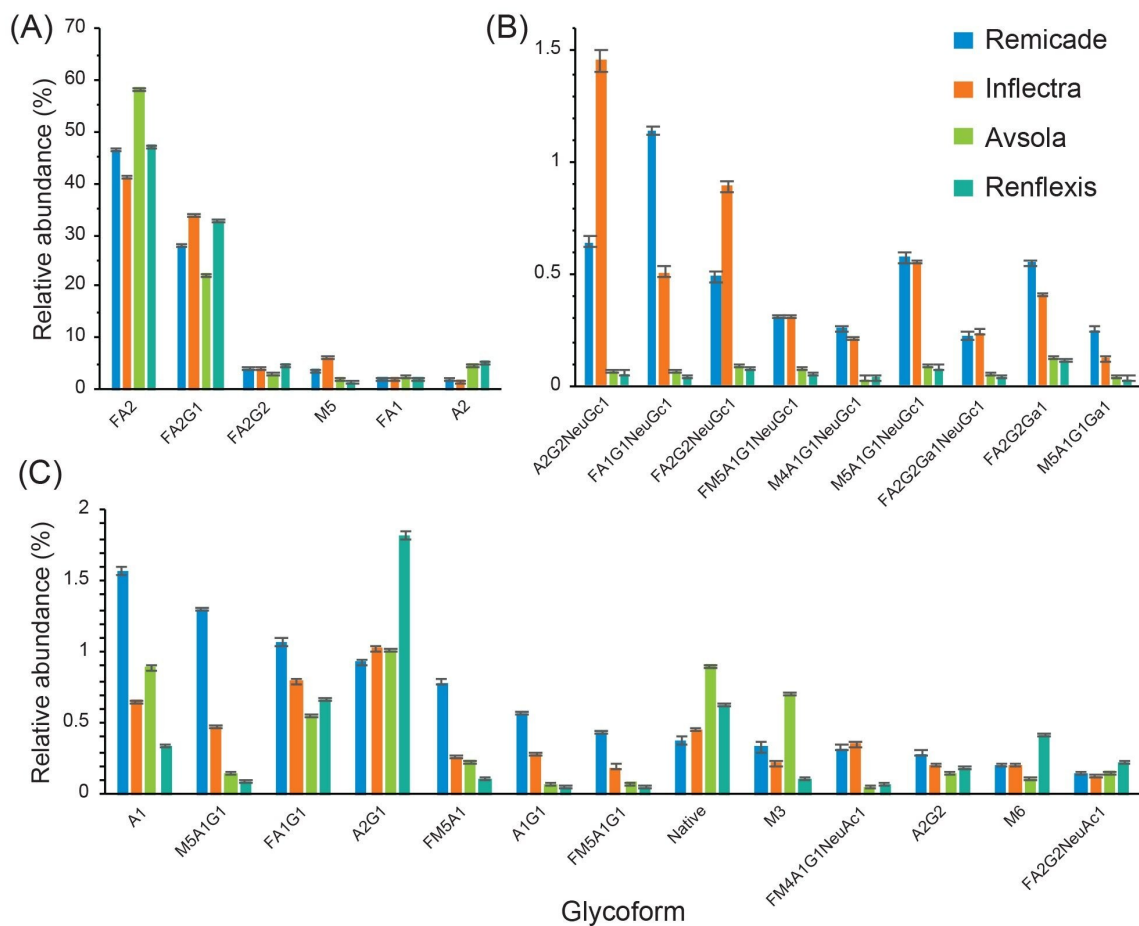 (A)
Relative abundance (%)
70
60
50
40
30
20
10
0
FA2
FA2G1
FA2G2
M5
FA1
A2
(B)
1.5
1
0.5
0
A2G2NeuGc1
FA1G1NeuGc1
FA2G2NeuGc1
FM5A1G1NeuGc1
M4A1G1NeuGc1
M5A1G1NeuGc1
FA2G2Ga1NeuGc1
FA2G2Ga1
M5A1G1Ga1
Remicade
Inflectra
Avsola
Renflexis
(C)
Relative abundance (%)
2
1.5
1
0.5
0
A1
M5A1G1
FA1G1
A2G1
FM5A1
A1G1
FM5A1G1
Native
M3
FM4A1G1NeuAc1
A2G2
M6
FA2G2NeuAc1
Glycoform